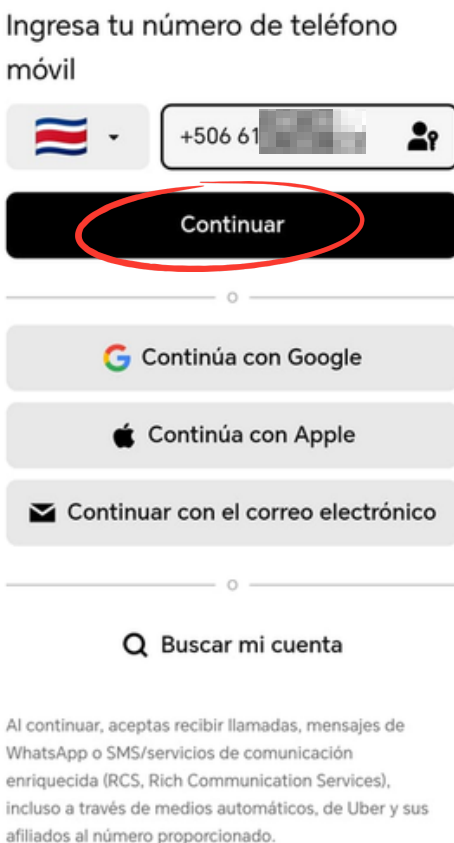 Ingresa tu número de teléfono
móvil
+506 61
Continuar
o
Continúa con Google
Continúa con Apple
Continuar con el correo electrónico
o
Buscar mi cuenta
Al continuar, aceptas recibir llamadas, mensajes de
WhatsApp o SMS/servicios de comunicación
enriquecida (RCS, Rich Communication Services),
incluso a través de medios automáticos, de Uber y sus
afiliados al número proporcionado.